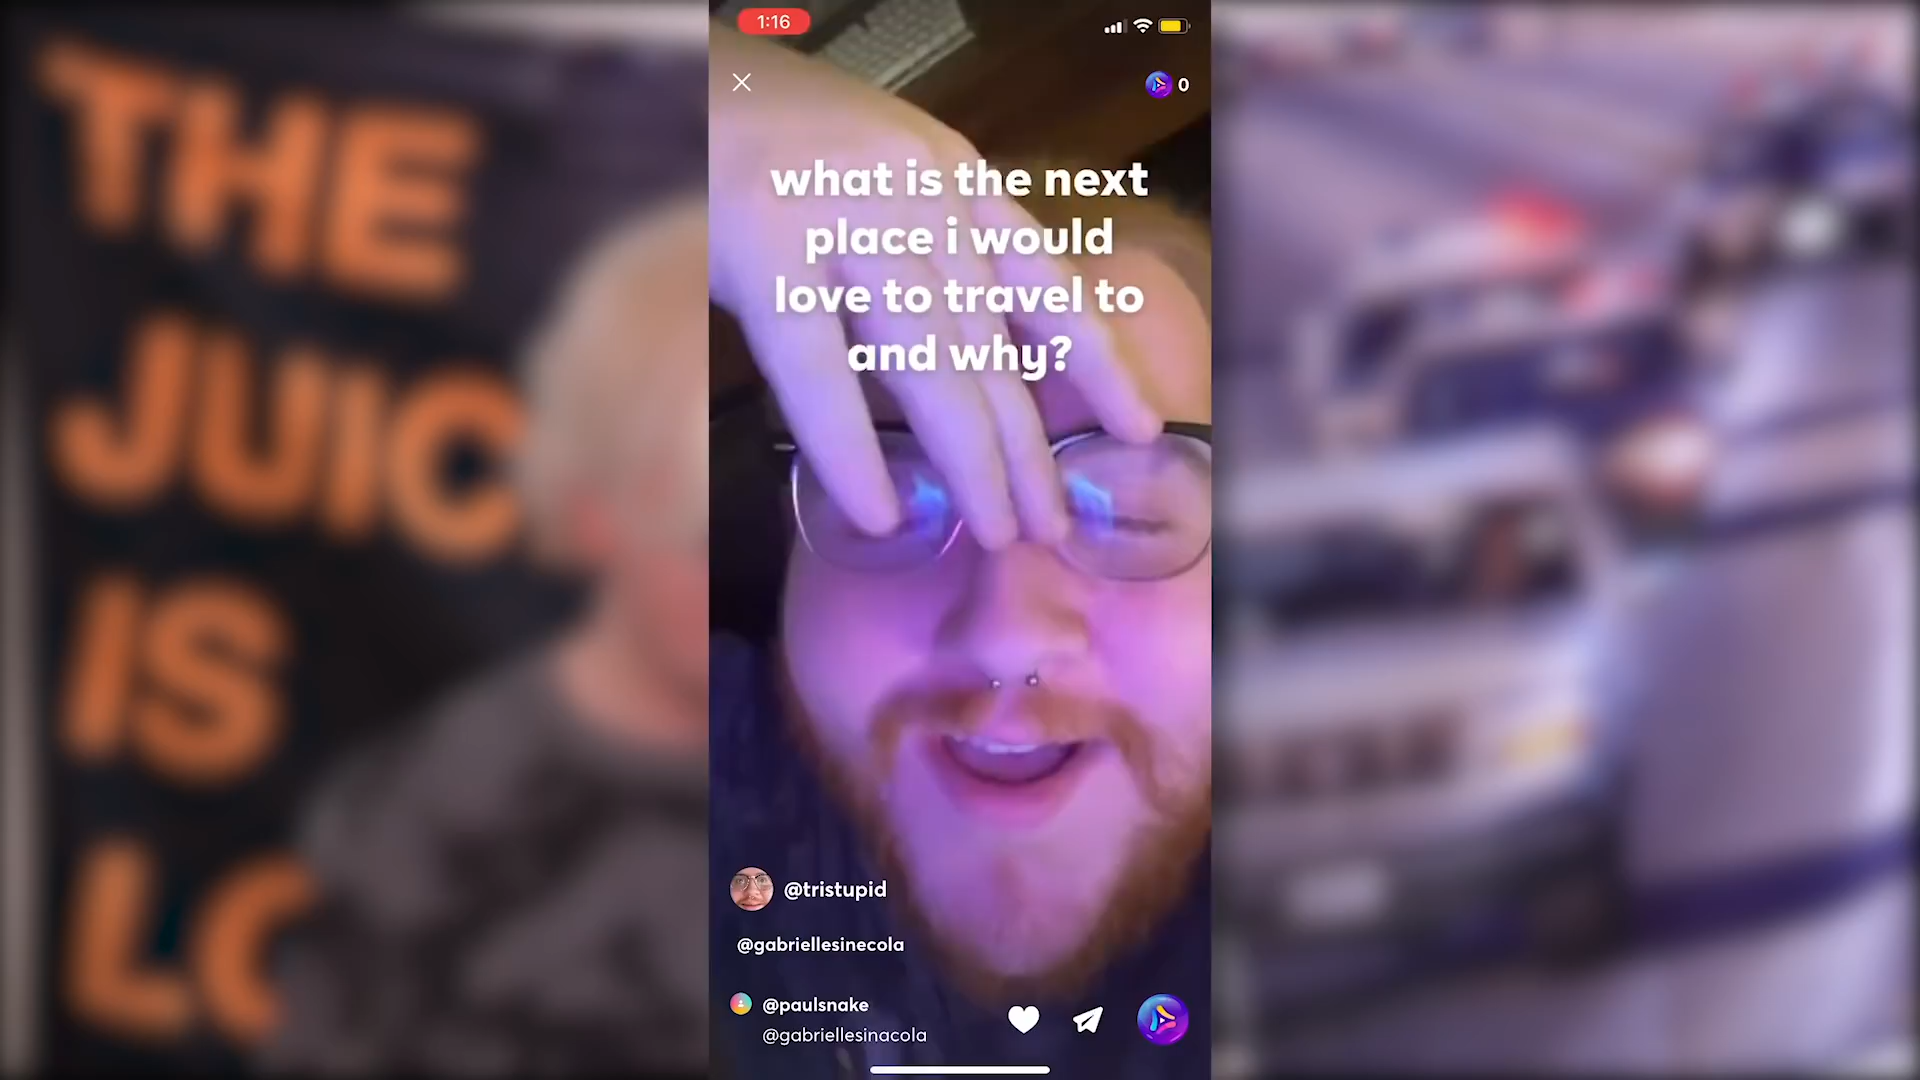 THE
JUIC
IS
LO
1:16
0
what is the next
place i would
love to travel to
and why?
@tristupid
@gabriellesinecola
@paulsnake
@gabriellesinacola